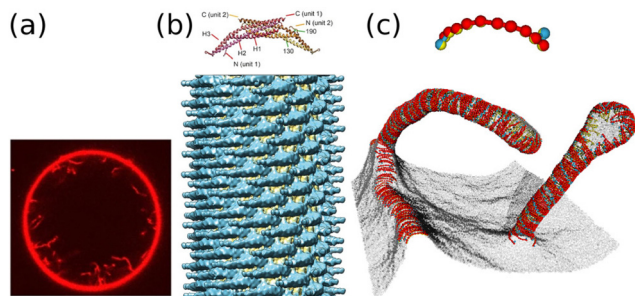 (a)
(b)
(c)
C (unit 2)
C (unit 1)
N (unit 2)
190
H3
H2
H1
130
N (unit 1)